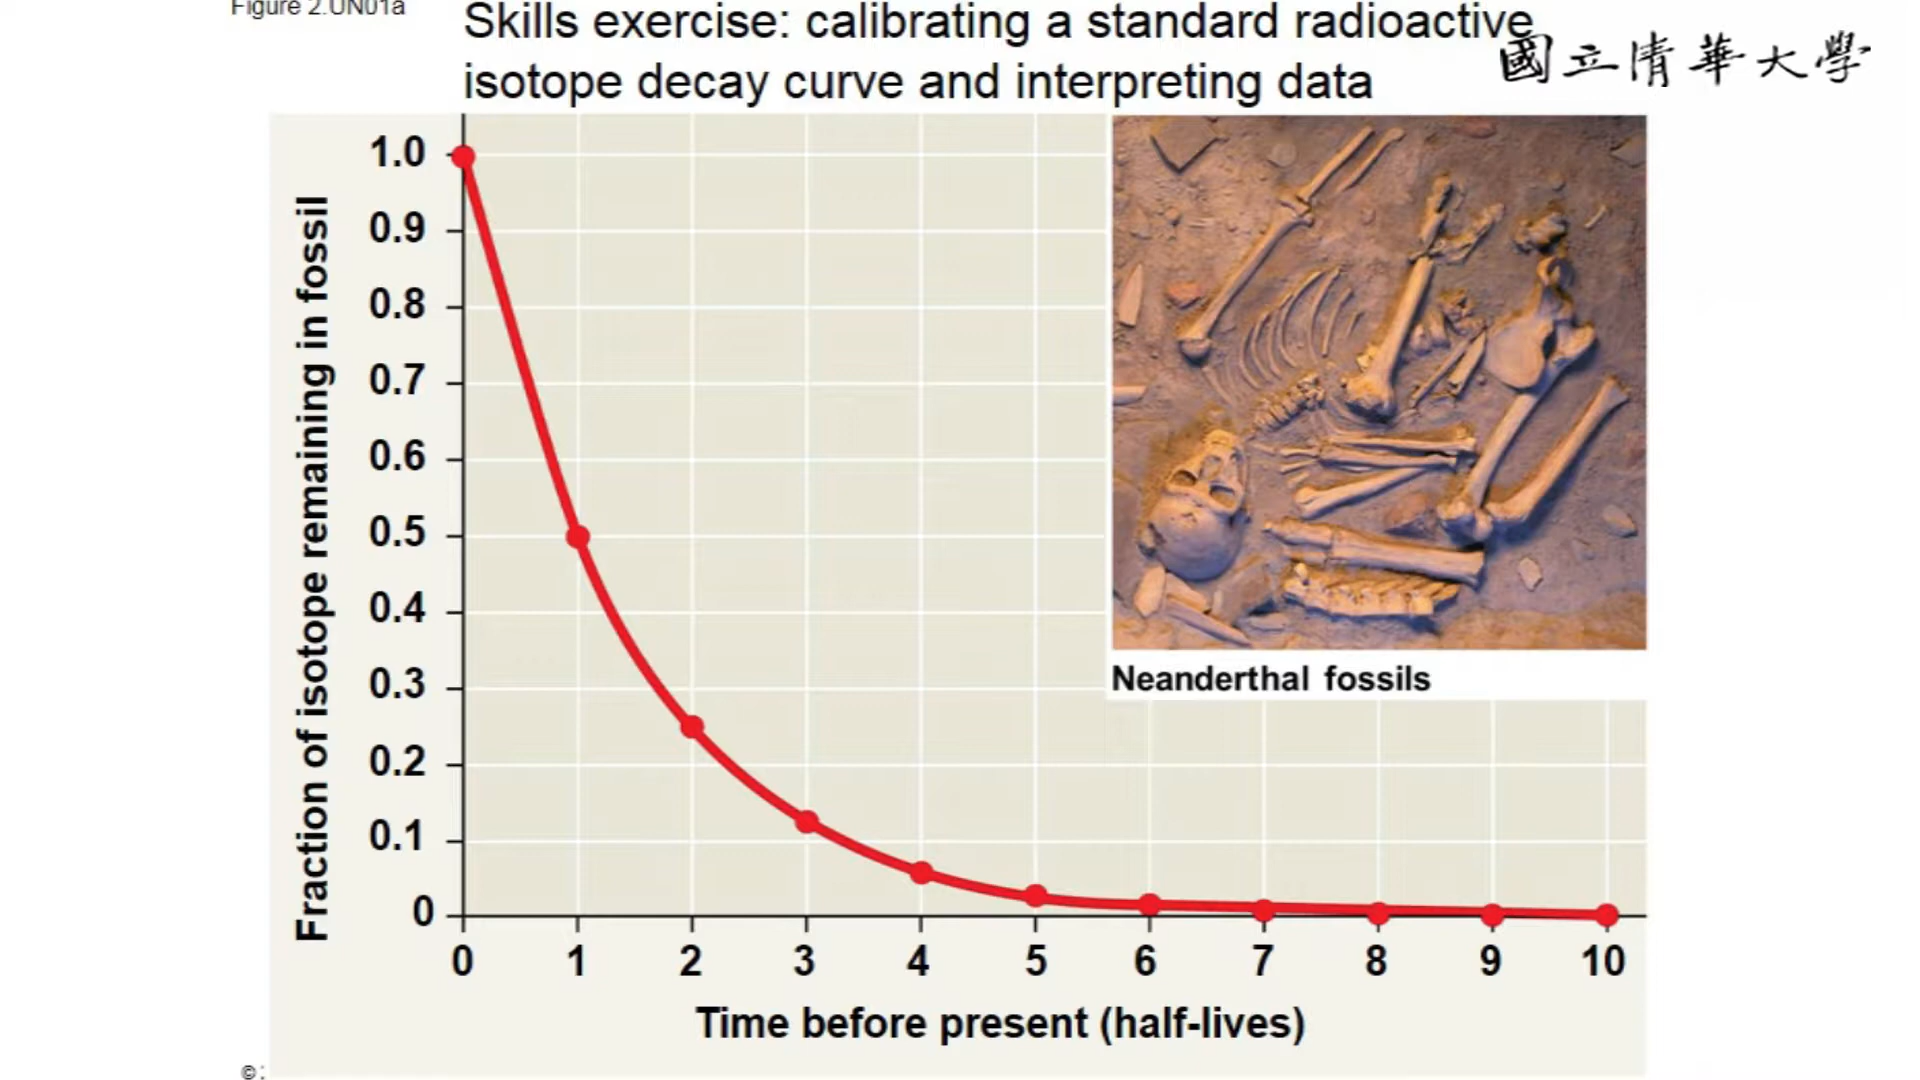 Figure 2.UN01a
Skills exercise: calibrating a standard radioactive
isotope decay curve and interpreting data
國立清華大學
Fraction of isotope remaining in fossil
1.0
0.9
0.8
0.7
0.6
0.5
0.4
0.3
0.2
0.1
0
Neanderthal fossils
0 1 2 3 4 5 6 7 8 9 10
Time before present (half-lives)
©